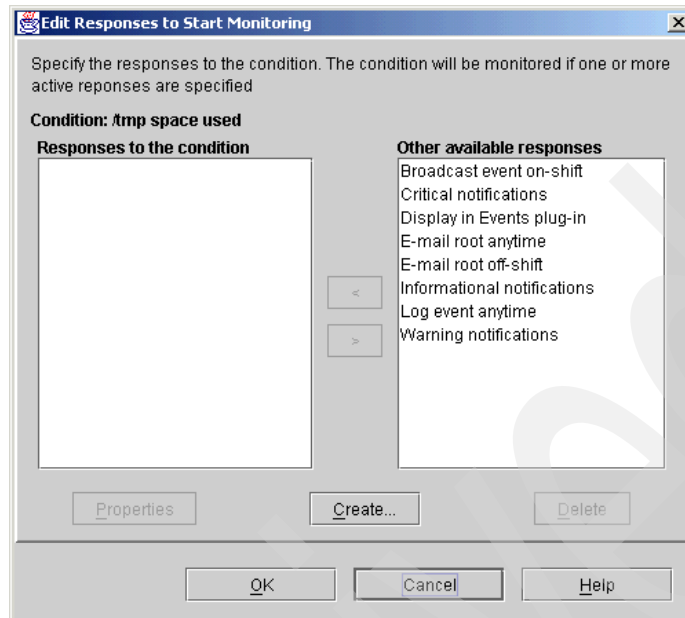 Edit Responses to Start Monitoring
Specify the responses to the condition. The condition will be monitored if one or more
active reponses are specified
Condition: /tmp space used
Responses to the condition
Other available responses
Broadcast event on-shift
Critical notifications
Display in Events plug-in
E-mail root anytime
E-mail root off-shift
Informational notifications
Log event anytime
Warning notifications
<
>
Properties
Create...
Delete
OK
Cancel
Help